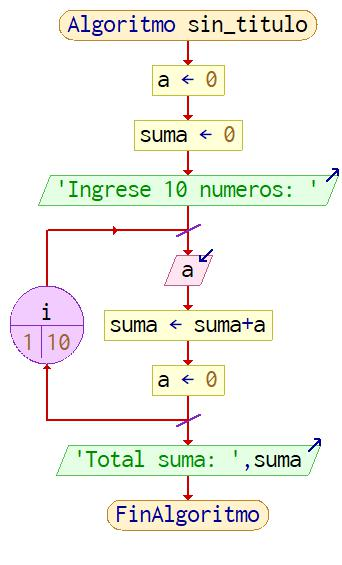 Algoritmo sin_titulo
a ← 0
suma ← 0
'Ingrese 10 numeros: '
a
i
1 10
suma ← suma+a
a ← 0
'Total suma: ',suma
FinAlgoritmo